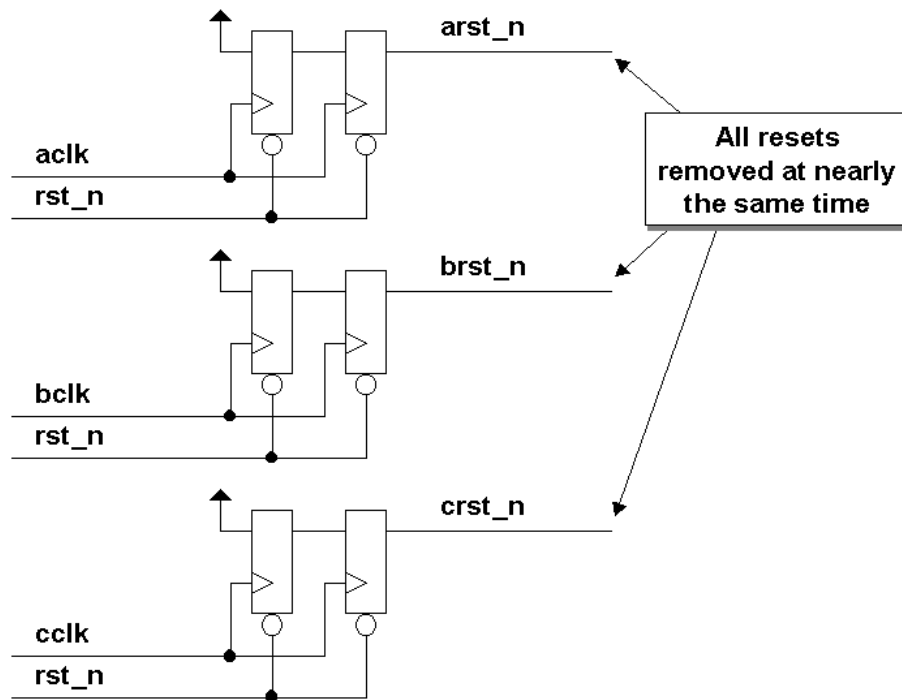 arst_n
All resets
removed at nearly
the same time
aclk
rst_n
brst_n
bclk
rst_n
crst_n
cclk
rst_n